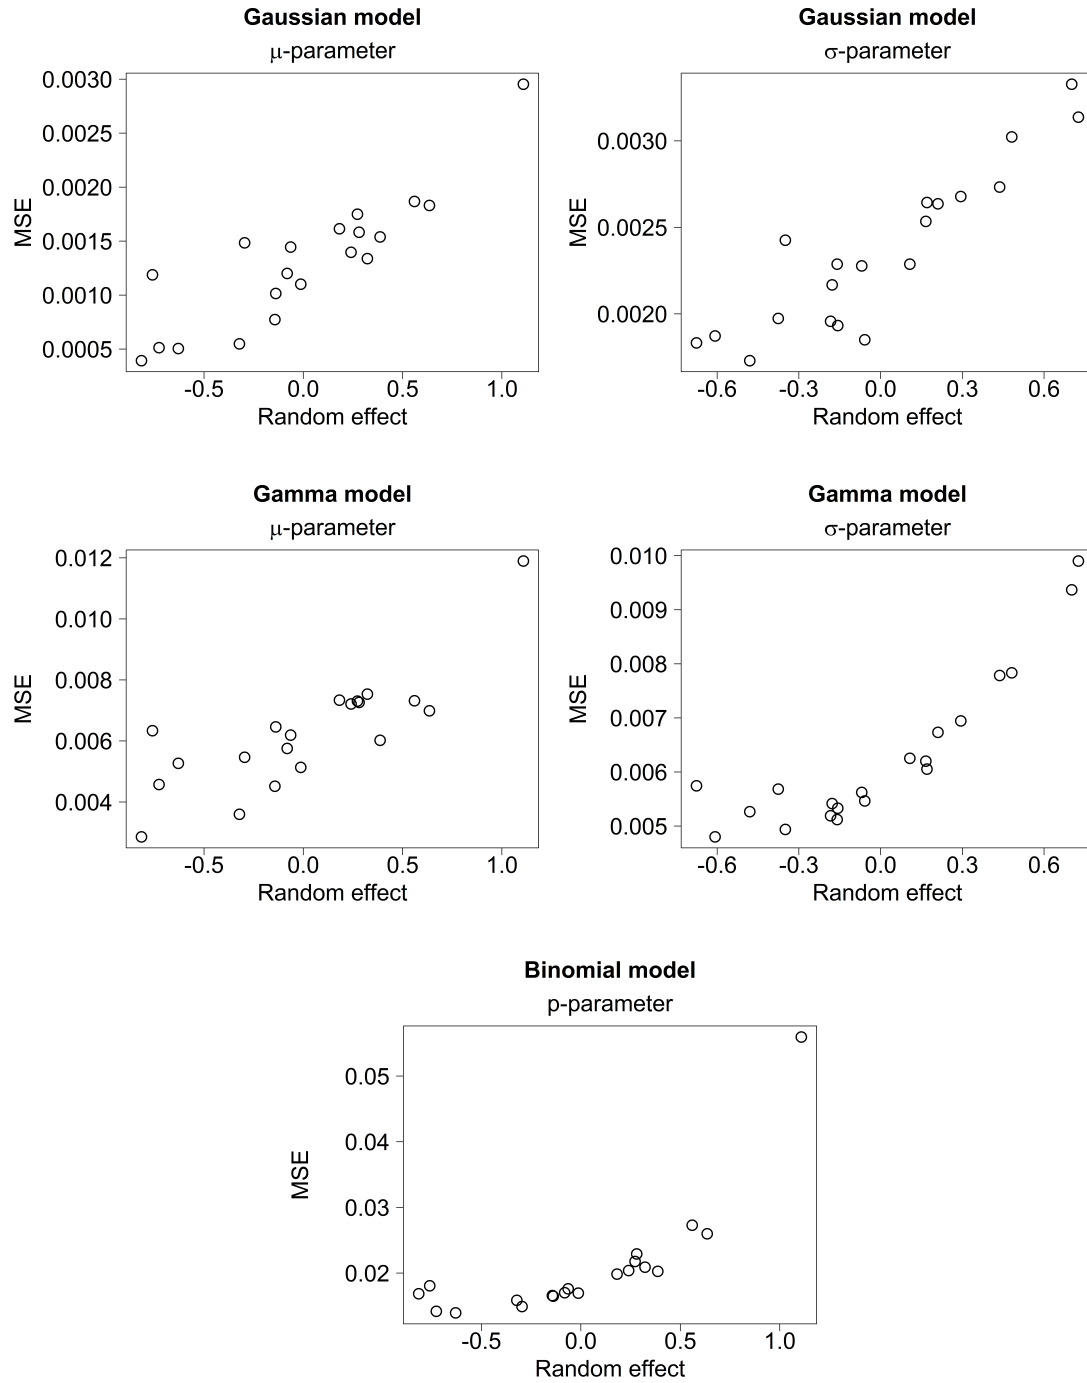 Gaussian model
μ-parameter
0.0030
0.0025
0.0020
0.0015
0.0010
0.0005
MSE
-0.5 0.0 0.5 1.0
Random effect
Gaussian model
σ-parameter
0.0030
0.0025
0.0020
MSE
-0.6 -0.3 0.0 0.3 0.6
Random effect
Gamma model
μ-parameter
0.012
0.010
0.008
0.006
0.004
MSE
-0.5 0.0 0.5 1.0
Random effect
Gamma model
σ-parameter
0.010
0.009
0.008
0.007
0.006
0.005
MSE
-0.6 -0.3 0.0 0.3 0.6
Random effect
Binomial model
p-parameter
0.05
0.04
0.03
0.02
MSE
-0.5 0.0 0.5 1.0
Random effect